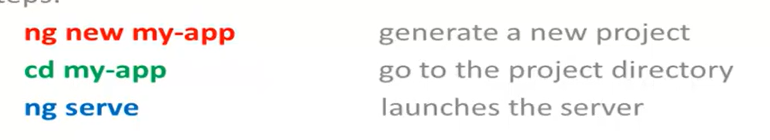 ng new my-app generate a new project
cd my-app go to the project directory
ng serve launches the server